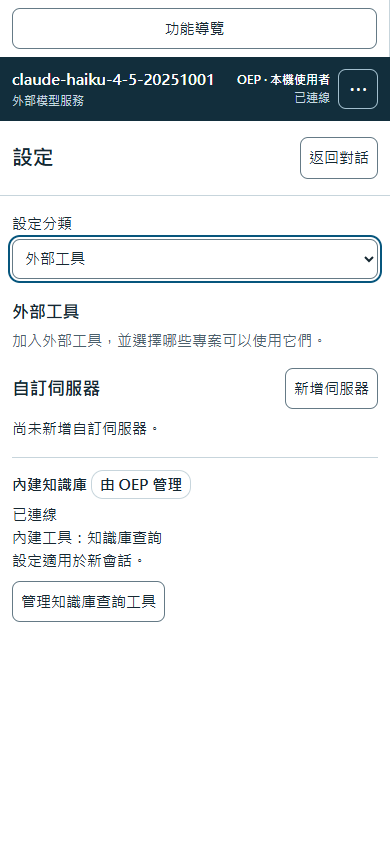 功能導覽
claude-haiku-4-5-20251001
外部模型服務
OEP · 本機使用者
已連線
···
設定
返回對話
設定分類
外部工具
外部工具
加入外部工具，並選擇哪些專案可以使用它們。
自訂伺服器
新增伺服器
尚未新增自訂伺服器。
內建知識庫 由 OEP 管理
已連線
內建工具：知識庫查詢
設定適用於新會話。
管理知識庫查詢工具